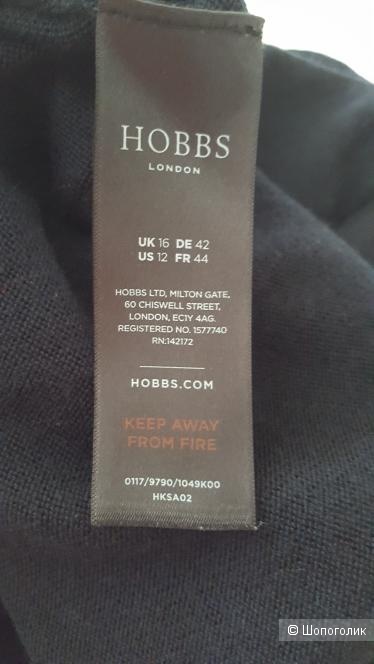 HOBBS
LONDON
UK 16 DE 42
US 12 FR 44
HOBBS LTD, MILTON GATE,
60 CHISWELL STREET,
LONDON, EC1Y 4AG.
REGISTERED NO. 1577740
RN:142172
HOBBS.COM
KEEP AWAY
FROM FIRE
0117/9790/1049K00
HKSA02
© Шопоголик